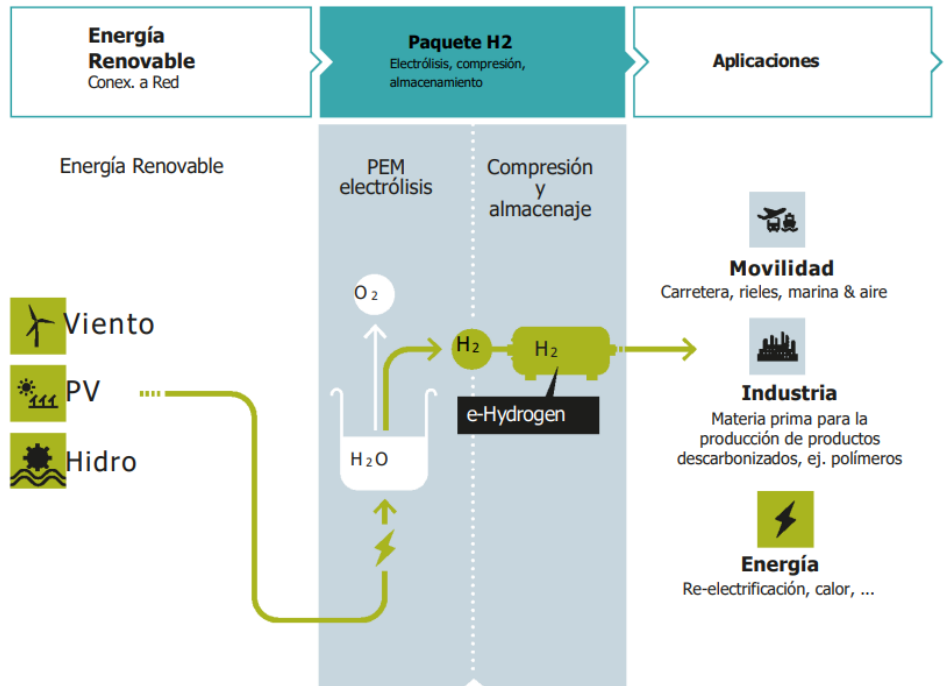 Energía
Renovable
Conex. a Red
Paquete H2
Electrólisis, compresión,
almacenamiento
Aplicaciones
Energía Renovable
PEM
electrólisis
Compresión
y
almacenaje
Viento
PV
Hidro
O₂
H₂O
H₂
H₂
e-Hydrogen
Movilidad
Carretera, rieles, marina & aire
Industria
Materia prima para la
producción de productos
descarbonizados, ej. polímeros
Energía
Re-electrificación, calor, ...